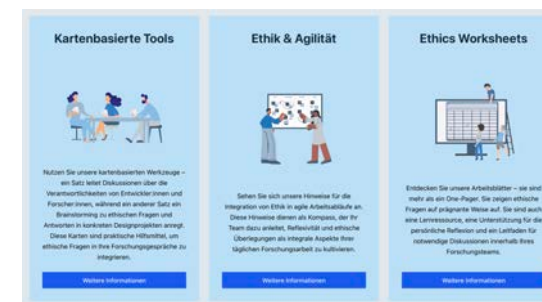 Kartenbasierte Tools
Nutzen Sie unsere kartenbasierten Werkzeuge –
ein Satz leitet Diskussionen über die
Verantwortlichkeiten von Entwickler:innen und
Forscher:innen, während ein anderer Satz ein
Brainstorming zu ethischen Fragen und
Antworten in konkreten Designprojekten anregt.
Diese Karten sind praktische Hilfsmittel, um
ethische Fragen in Ihre Forschungsgespräche zu
integrieren.
Weitere Informationen
Ethik & Agilität
Sehen Sie sich unsere Hinweise für die
Integration von Ethik in agile Arbeitsabläufe an.
Diese Hinweise dienen als Kompass, der Ihr
Team dazu anleitet, Reflexivität und ethische
Überlegungen als integrale Aspekte Ihrer
täglichen Forschungsarbeit zu kultivieren.
Weitere Informationen
Ethics Worksheets
Entdecken Sie unsere Arbeitsblätter – sie sind
mehr als ein One-Pager. Sie zeigen ethische
Fragen auf prägnante Weise auf. Sie sind auch
eine Lernressource, eine Unterstützung für die
persönliche Reflexion und ein Leitfaden für
notwendige Diskussionen innerhalb Ihres
Forschungsteams.
Weitere Informationen